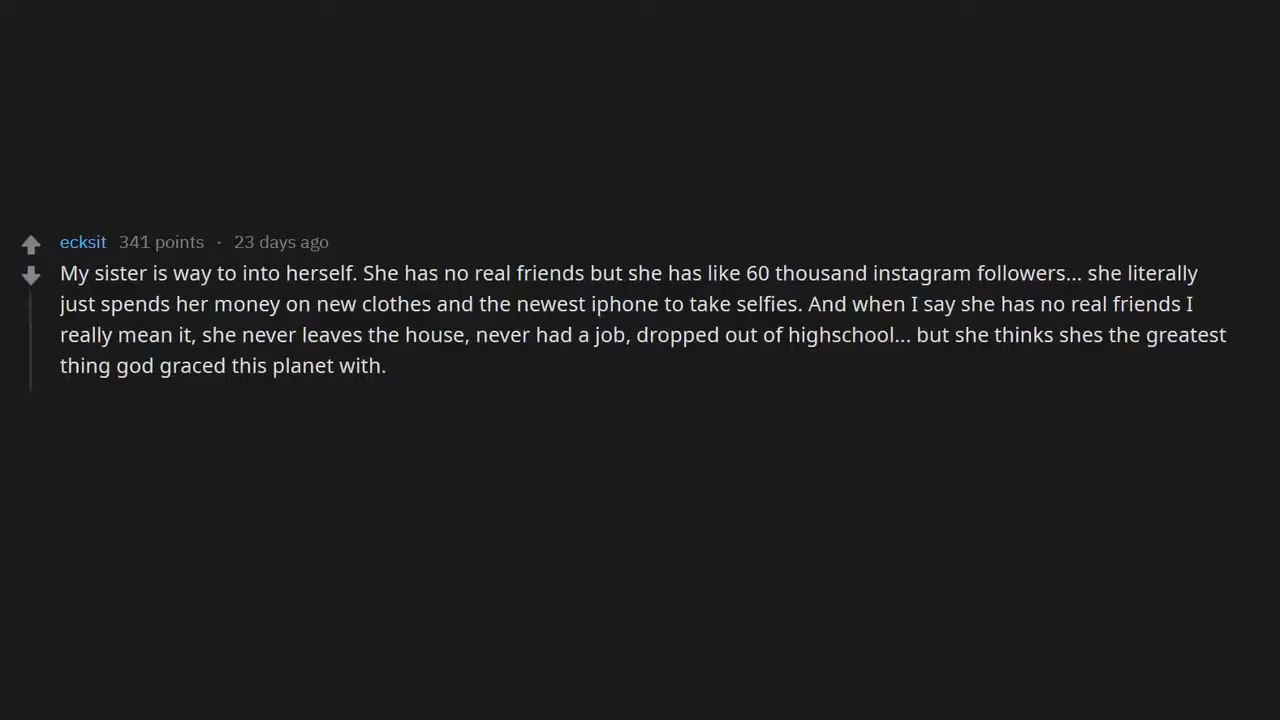 ecksit 341 points · 23 days ago
My sister is way to into herself. She has no real friends but she has like 60 thousand instagram followers... she literally
just spends her money on new clothes and the newest iphone to take selfies. And when I say she has no real friends I
really mean it, she never leaves the house, never had a job, dropped out of highschool... but she thinks shes the greatest
thing god graced this planet with.